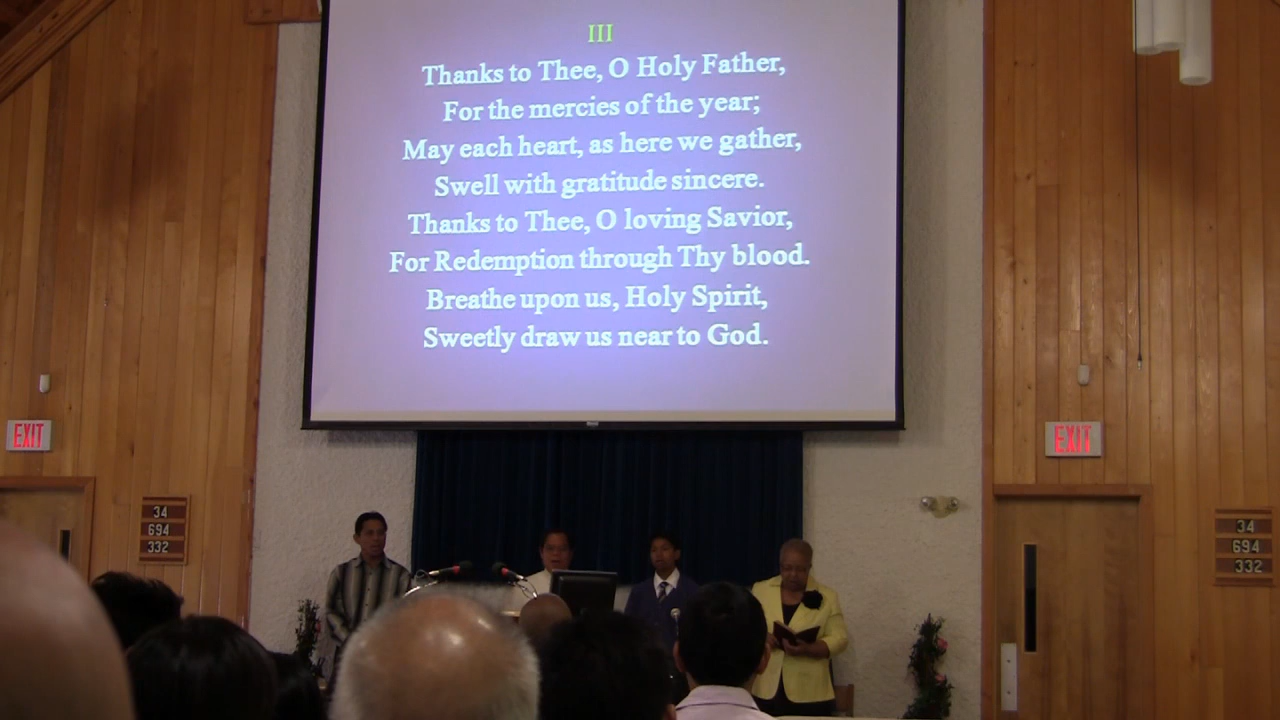 III
Thanks to Thee, O Holy Father,
For the mercies of the year;
May each heart, as here we gather,
Swell with gratitude sincere.
Thanks to Thee, O loving Savior,
For Redemption through Thy blood.
Breathe upon us, Holy Spirit,
Sweetly draw us near to God.
EXIT
EXIT
34
694
332
34
694
332